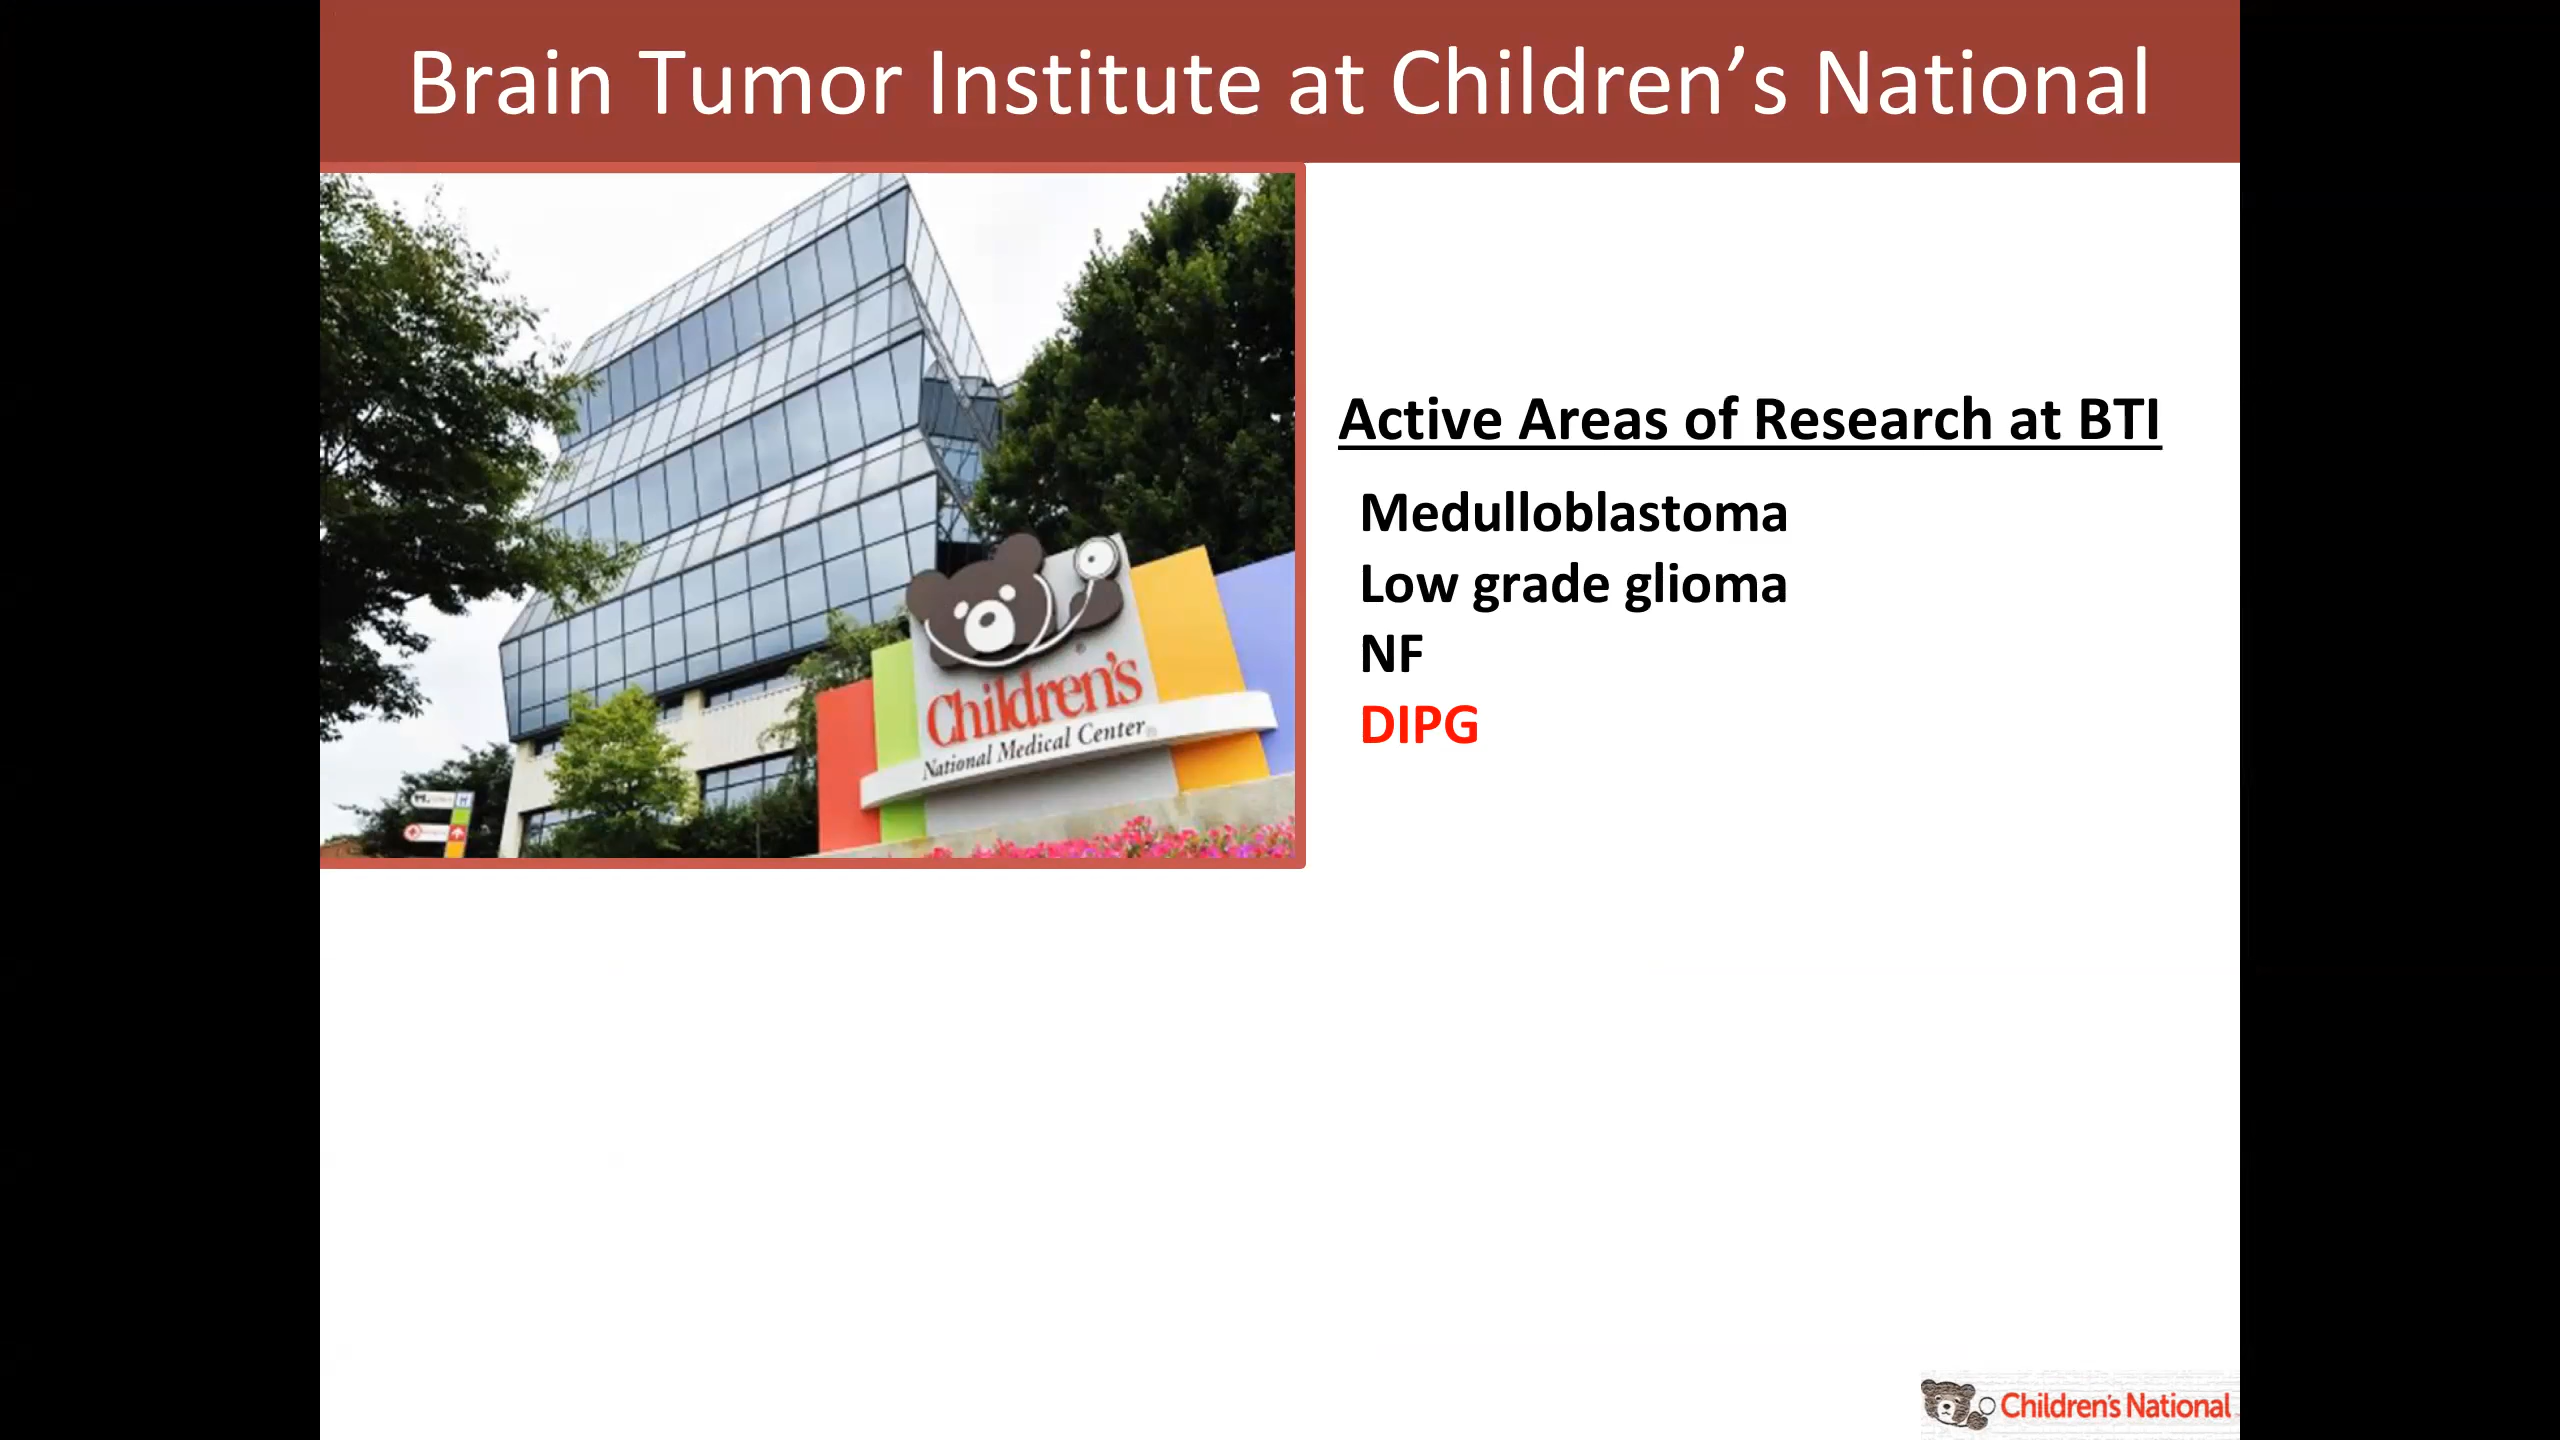 Brain Tumor Institute at Children’s National
Children's
National Medical Center
Active Areas of Research at BTI
Medulloblastoma
Low grade glioma
NF
DIPG
Children's National